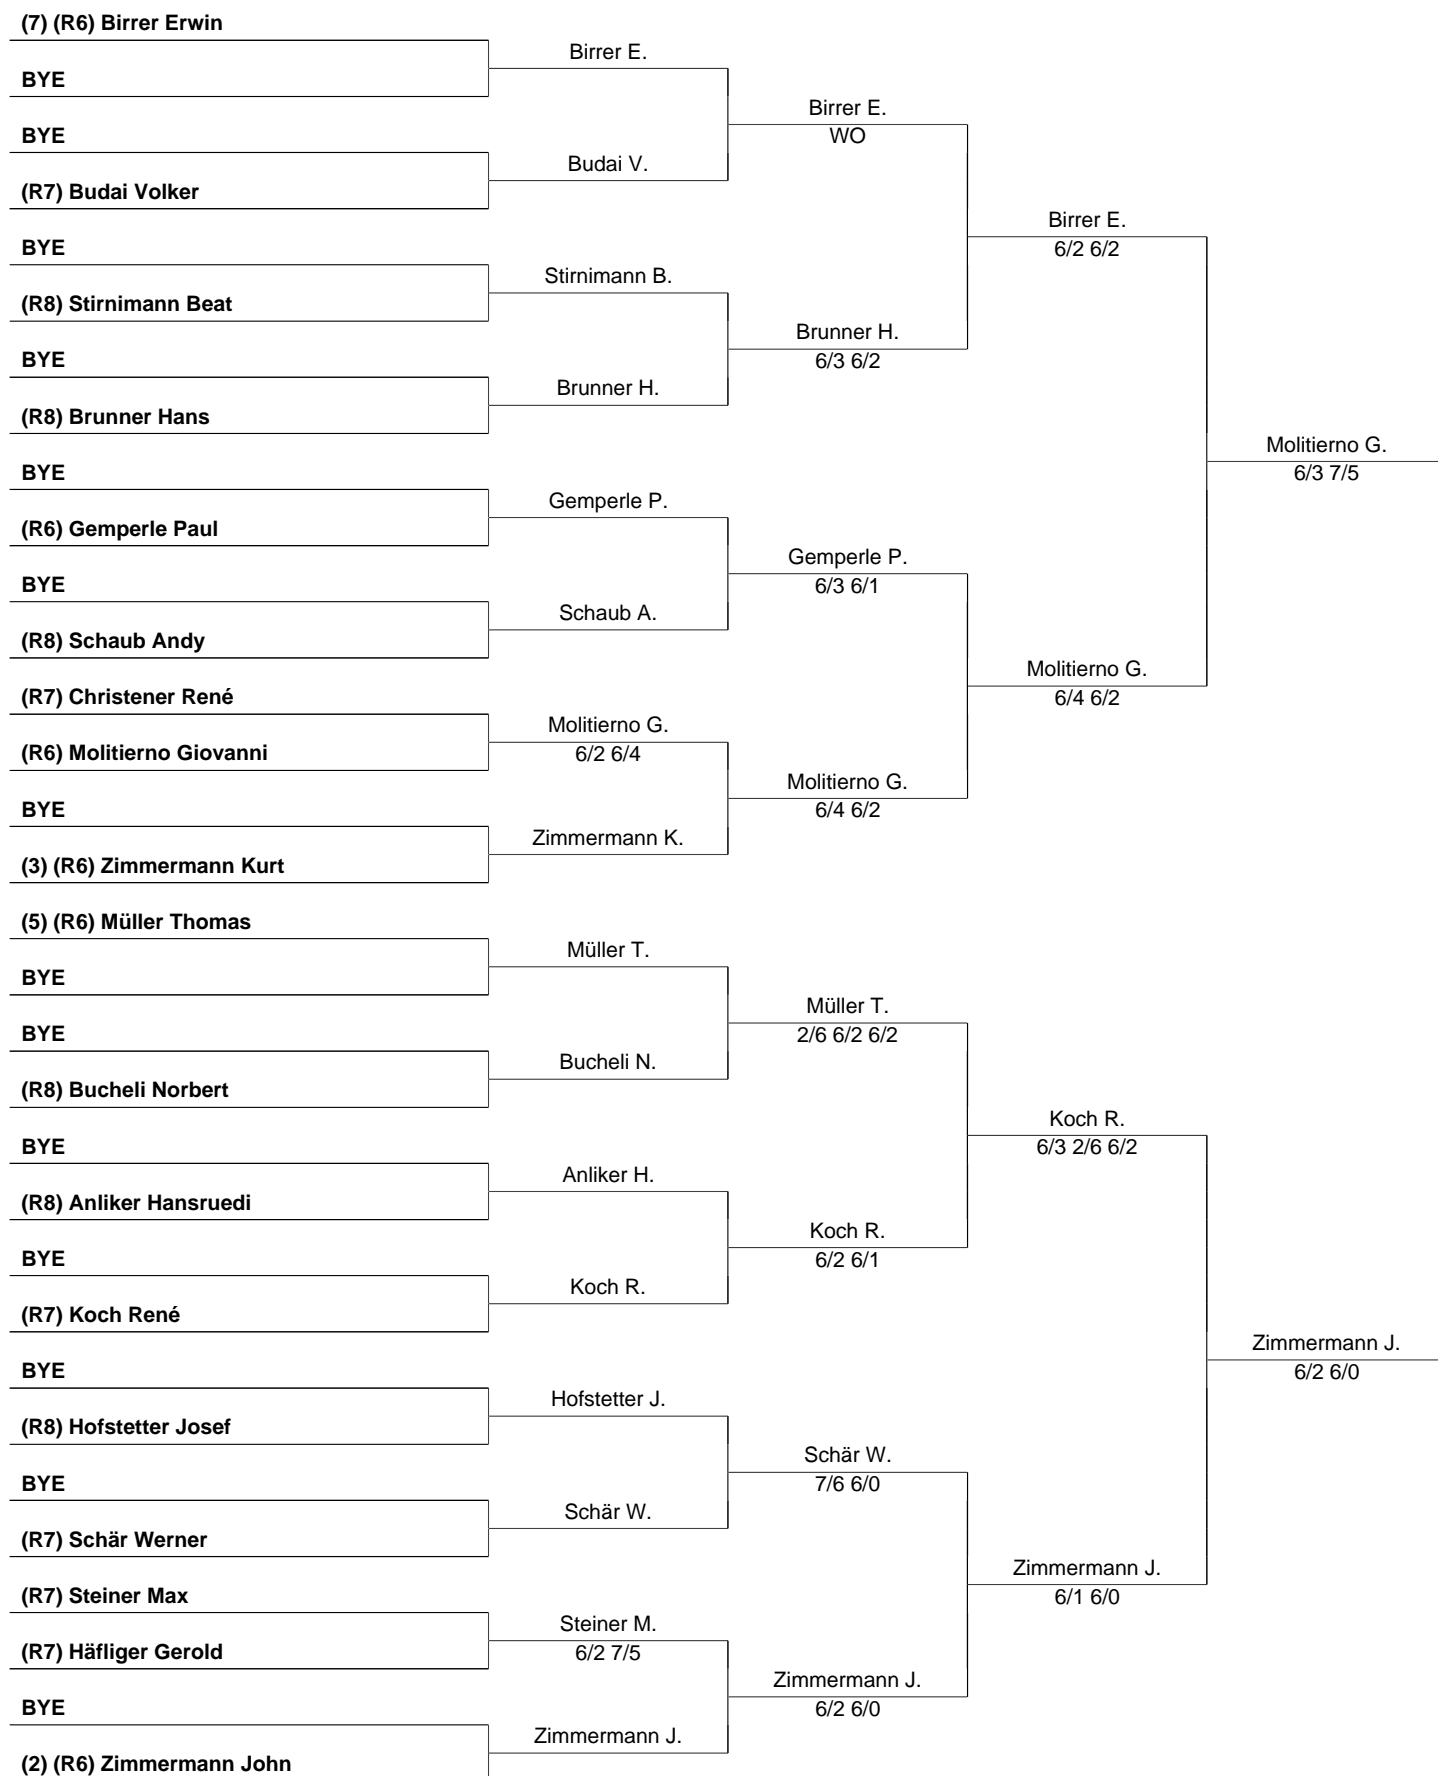 (7) (R6) Birrer Erwin
Birrer E.
BYE
Birrer E.
BYE
WO
Budai V.
(R7) Budai Volker
Birrer E.
BYE
6/2 6/2
Stirnimann B.
(R8) Stirnimann Beat
Brunner H.
BYE
6/3 6/2
Brunner H.
(R8) Brunner Hans
Molitierno G.
BYE
6/3 7/5
Gemperle P.
(R6) Gemperle Paul
Gemperle P.
BYE
6/3 6/1
Schaub A.
(R8) Schaub Andy
Molitierno G.
(R7) Christener René
6/4 6/2
Molitierno G.
(R6) Molitierno Giovanni
6/2 6/4
Molitierno G.
BYE
6/4 6/2
Zimmermann K.
(3) (R6) Zimmermann Kurt
(5) (R6) Müller Thomas
Müller T.
BYE
Müller T.
BYE
2/6 6/2 6/2
Bucheli N.
(R8) Bucheli Norbert
Koch R.
BYE
6/3 2/6 6/2
Anliker H.
(R8) Anliker Hansruedi
Koch R.
BYE
6/2 6/1
Koch R.
(R7) Koch René
Zimmermann J.
BYE
6/2 6/0
Hofstetter J.
(R8) Hofstetter Josef
Schär W.
BYE
7/6 6/0
Schär W.
(R7) Schär Werner
Zimmermann J.
(R7) Steiner Max
6/1 6/0
Steiner M.
(R7) Häfliger Gerold
6/2 7/5
Zimmermann J.
BYE
6/2 6/0
Zimmermann J.
(2) (R6) Zimmermann John